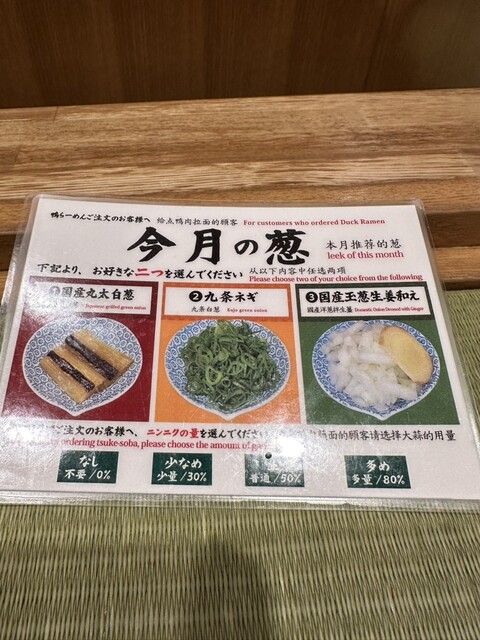 鴨らーめんご注文のお客様へ 给点鸭肉拉面的顾客 For customers who ordered Duck Ramen
今月の葱 本月推荐的葱
leek of this month
下記より、お好きな二つを選んでください 从以下内容中任选两项
Please choose two of your choice from the following
国産丸太白葱
Japanese grilled green onion
❷九条ネギ
九条白葱 Kujo green onion
❸国産玉葱生姜和え
国産洋葱拌生姜 Domestic Onion Dressed with Ginger
ご注文のお客様へ、ニンニクの量を選んでください
面的顾客请选择大蒜的用量
ordering tsuke-soba, please choose the amount of
なし
不要/0%
少なめ
少量/30%
普通/50%
多め
多量/80%